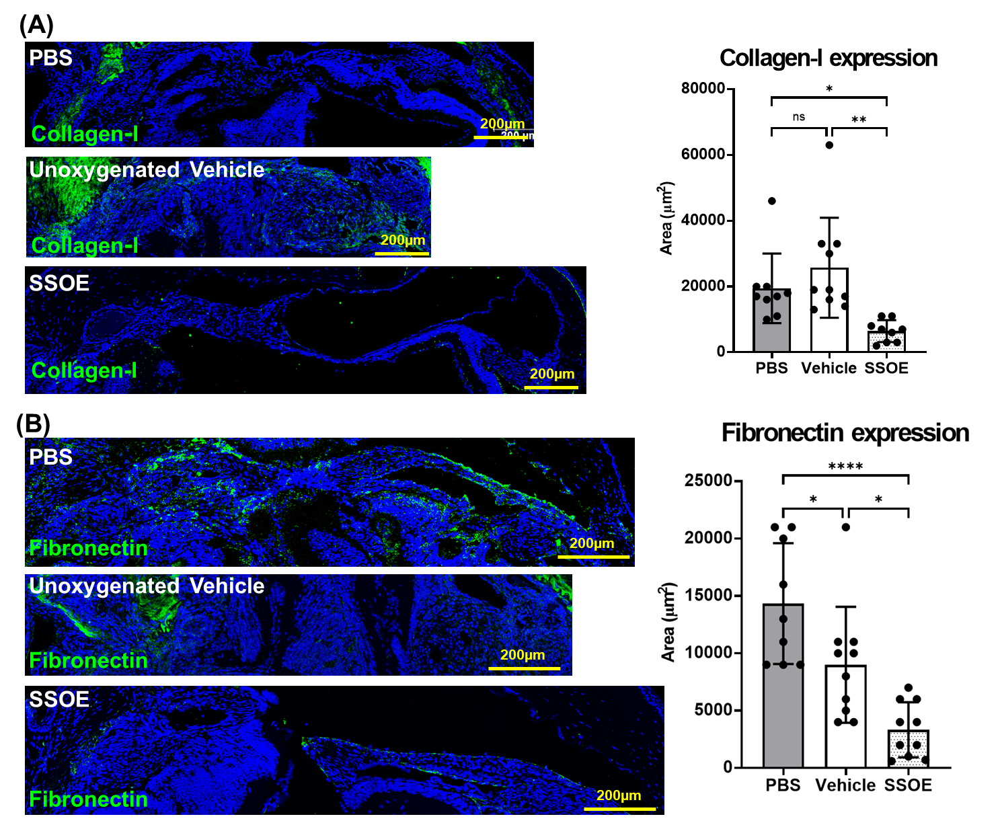 (A)
PBS
Collagen-I
200μm
200 μm
Unoxygenated Vehicle
Collagen-I
200μm
SSOE
Collagen-I
200μm
Collagen-I expression
80000
60000
40000
20000
0
Area (μm²)
*
ns
**
PBS Vehicle SSOE
(B)
PBS
Fibronectin
200μm
Unoxygenated Vehicle
Fibronectin
200μm
SSOE
Fibronectin
200μm
Fibronectin expression
25000
20000
15000
10000
5000
0
Area (μm²)
****
*
*
PBS Vehicle SSOE